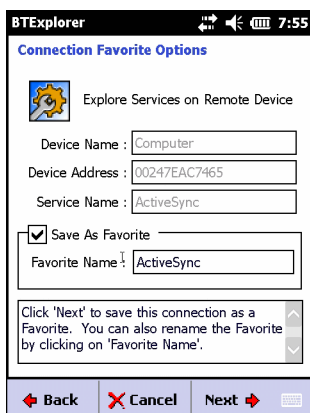 BTExplorer 7:55
Connection Favorite Options
Explore Services on Remote Device
Device Name : Computer
Device Address : 00247EAC7465
Service Name : ActiveSync
Save As Favorite
Favorite Name : ActiveSync
Click 'Next' to save this connection as a
Favorite. You can also rename the Favorite
by clicking on 'Favorite Name'.
Back Cancel Next